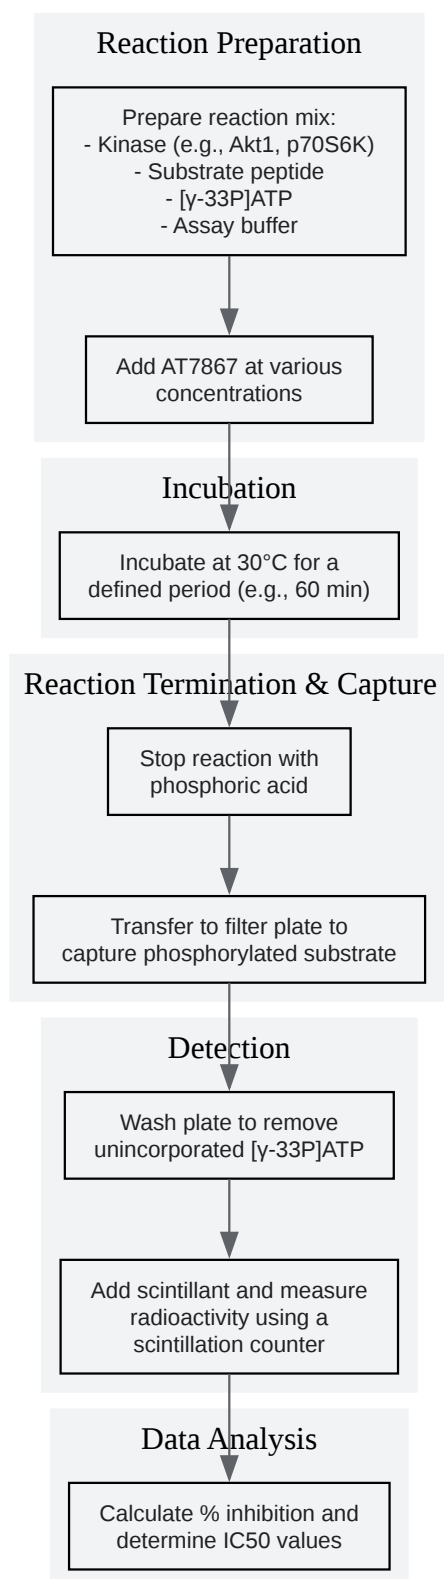 Reaction Preparation
Prepare reaction mix:
- Kinase (e.g., Akt1, p70S6K)
- Substrate peptide
- [γ-33P]ATP
- Assay buffer
Add AT7867 at various
concentrations
Incubation
Incubate at 30°C for a
defined period (e.g., 60 min)
Reaction Termination & Capture
Stop reaction with
phosphoric acid
Transfer to filter plate to
capture phosphorylated substrate
Detection
Wash plate to remove
unincorporated [γ-33P]ATP
Add scintillant and measure
radioactivity using a
scintillation counter
Data Analysis
Calculate % inhibition and
determine IC50 values